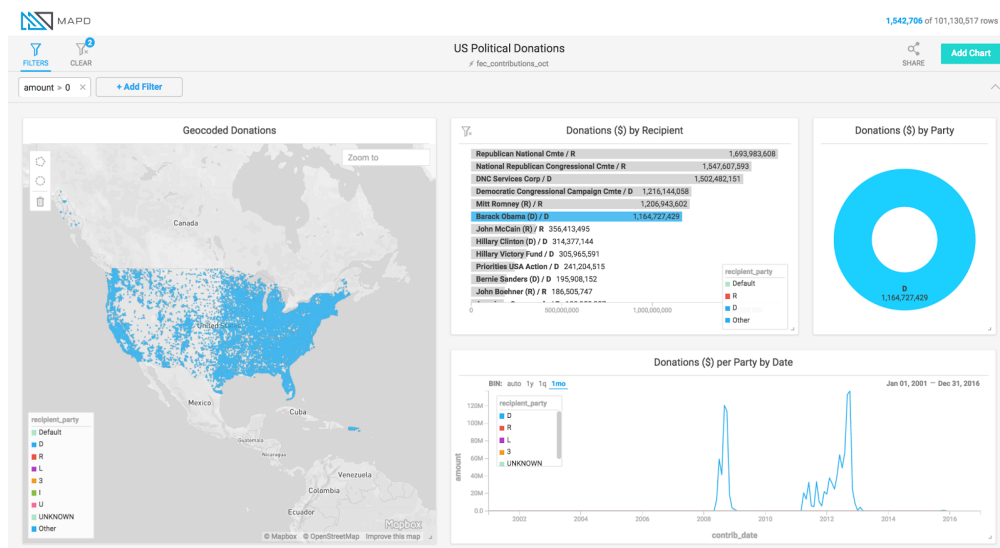 MAPD
1,542,706 of 101,130,517 rows
FILTERS
2
CLEAR
US Political Donations
fec_contributions_oct
SHARE
Add Chart
amount > 0 ×
+ Add Filter
Geocoded Donations
Zoom to
Canada
United States
Mexico
Cuba
Guatemala
Nicaragua
Venezuela
Colombia
Ecuador
recipient_party
Default
D
R
L
3
I
U
UNKNOWN
Other
Mapbox
© Mapbox © OpenStreetMap Improve this map
Donations ($) by Recipient
Republican National Cmte / R 1,693,983,608
National Republican Congressional Cmte / R 1,547,607,593
DNC Services Corp / D 1,502,482,151
Democratic Congressional Campaign Cmte / D 1,216,144,058
Mitt Romney (R) / R 1,206,943,602
Barack Obama (D) / D 1,164,727,429
John McCain (R) / R 356,413,495
Hillary Clinton (D) / D 314,377,144
Hillary Victory Fund / D 305,965,591
Priorities USA Action / D 241,204,515
Bernie Sanders (D) / D 195,908,152
John Boehner (R) / R 186,505,747
0 500,000,000 1,000,000,000
recipient_party
Default
R
D
Other
Donations ($) by Party
D
1,164,727,429
Donations ($) per Party by Date
BIN: auto 1y 1q 1mo
Jan 01, 2001 — Dec 31, 2016
recipient_party
D
R
L
3
UNKNOWN
amount
120M
100M
80M
60M
40M
20M
0.0
2002 2004 2006 2008 2010 2012 2014 2016
contrib_date